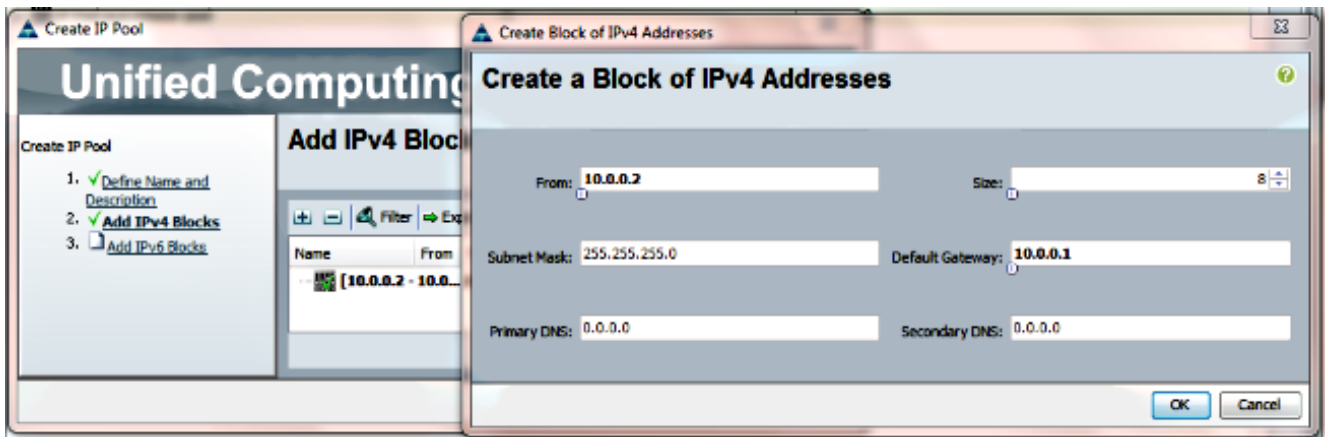 Create IP Pool
Unified Computing
Create IP Pool
1. Define Name and
Description
2. Add IPv4 Blocks
3. Add IPv6 Blocks
Add IPv4 Bloc
Filter Exp
Name From
[10.0.0.2 - 10.0...
Create Block of IPv4 Addresses
Create a Block of IPv4 Addresses
From: 10.0.0.2 Size: 8
Subnet Mask: 255.255.255.0 Default Gateway: 10.0.0.1
Primary DNS: 0.0.0.0 Secondary DNS: 0.0.0.0
OK Cancel